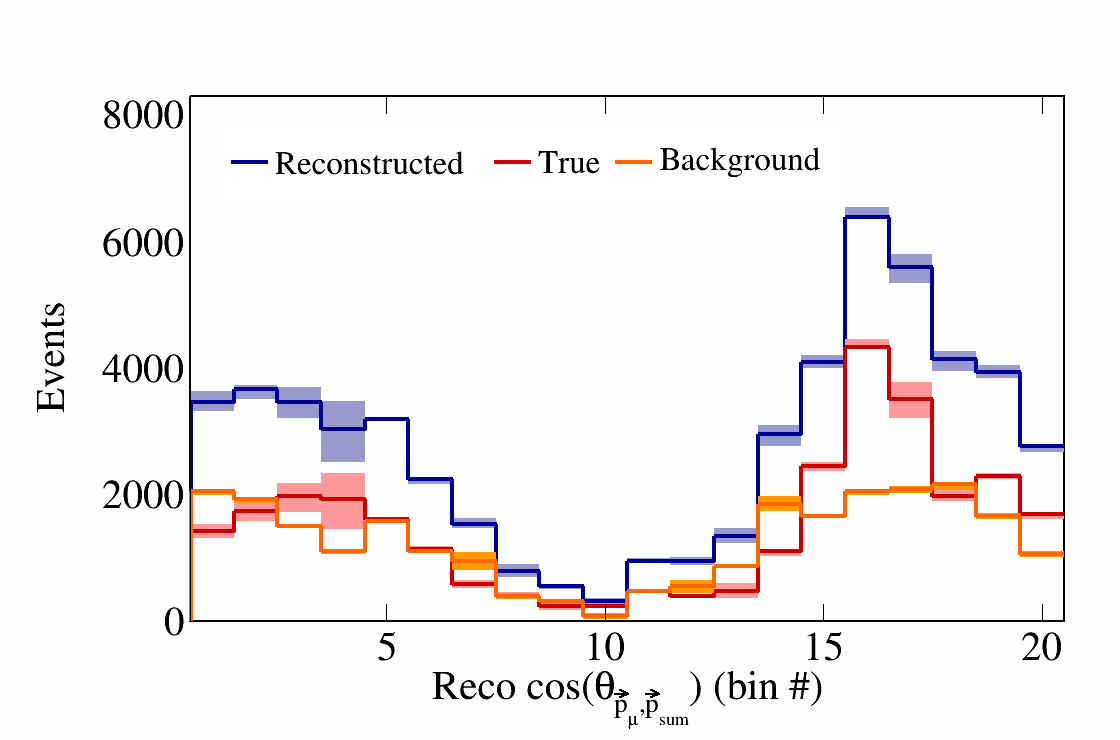 8000
6000
4000
2000
0
Events
Reconstructed True Background
5 10 15 20
Reco cos(θp⃗μ,p⃗sum) (bin #)